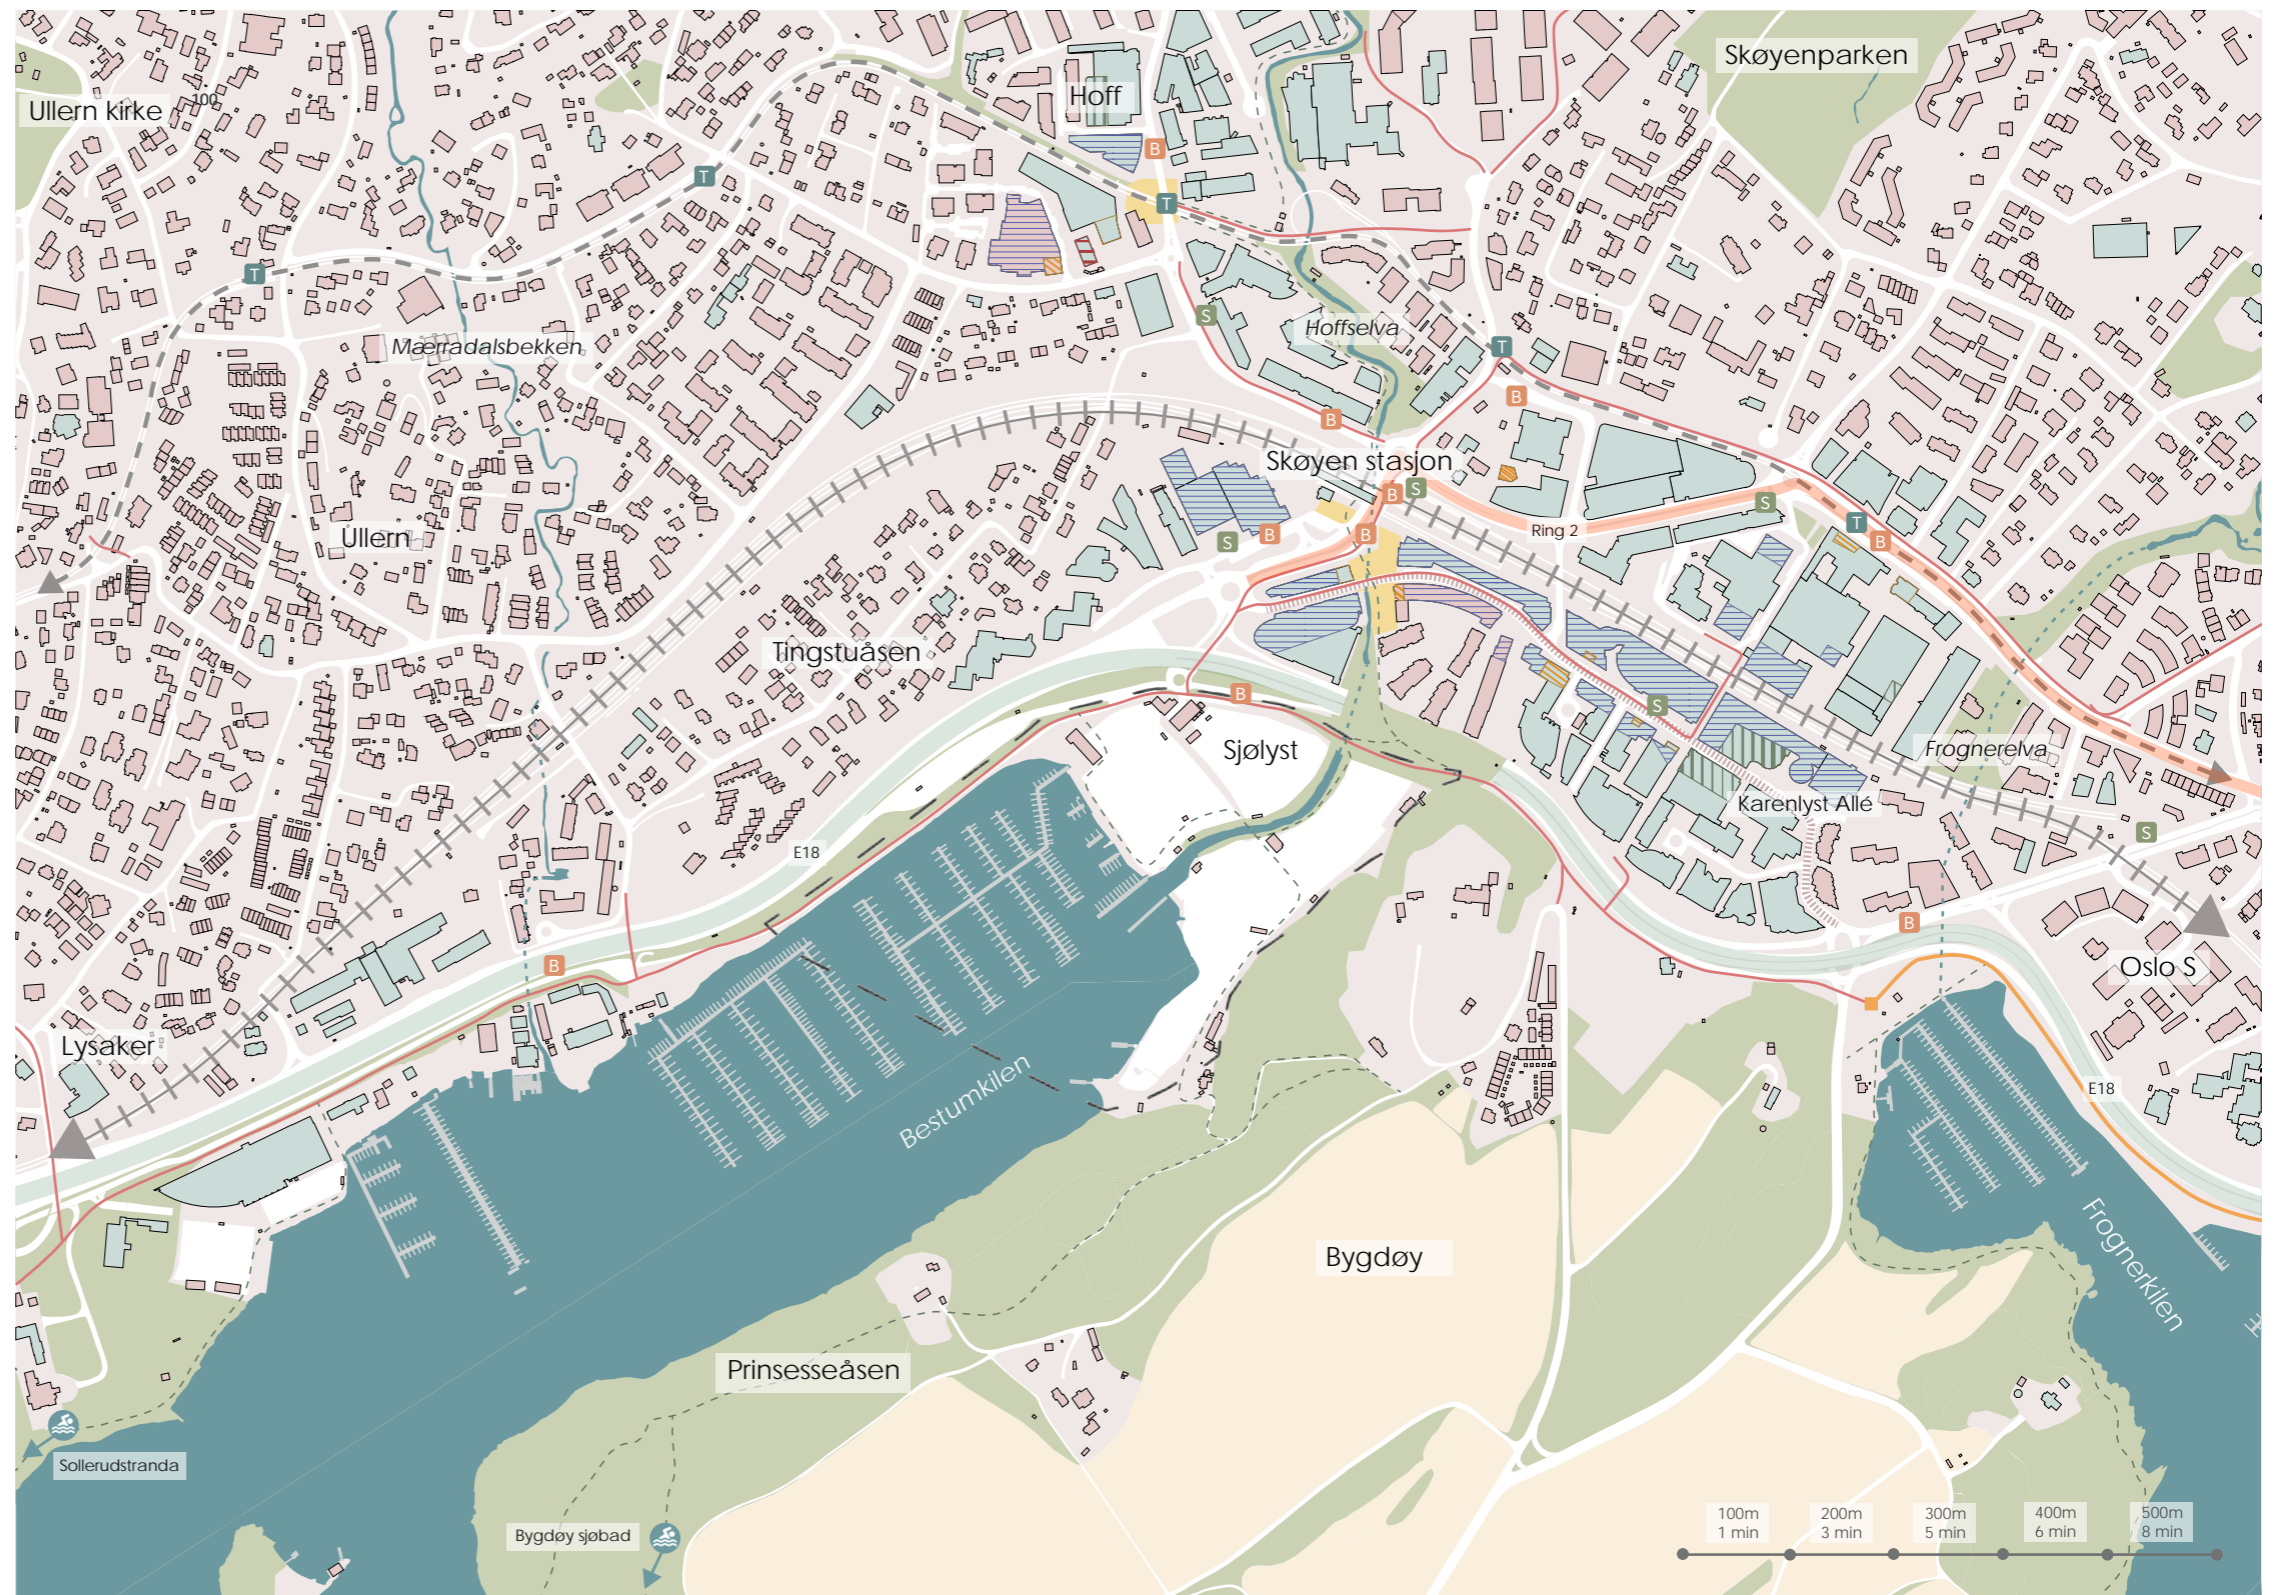 Skøyenparken
Hoff
Ullern kirke
100
B
T
T
T
S
Hoffselva
Mærradalsbekken
T
B
B
Skøyen stasjon
S
B
S
T
Ring 2
B
B
B
S
Ullern
Tingstuåsen
B
S
Sjølyst
Frognerelva
Karenlyst Allé
S
E18
B
B
Oslo S
Lysaker
E18
Bestumkilen
Frognerkilen
Bygdøy
Prinsesseåsen
Sollerudstranda
Bygdøy sjøbad
100m 200m 300m 400m 500m
1 min 3 min 5 min 6 min 8 min